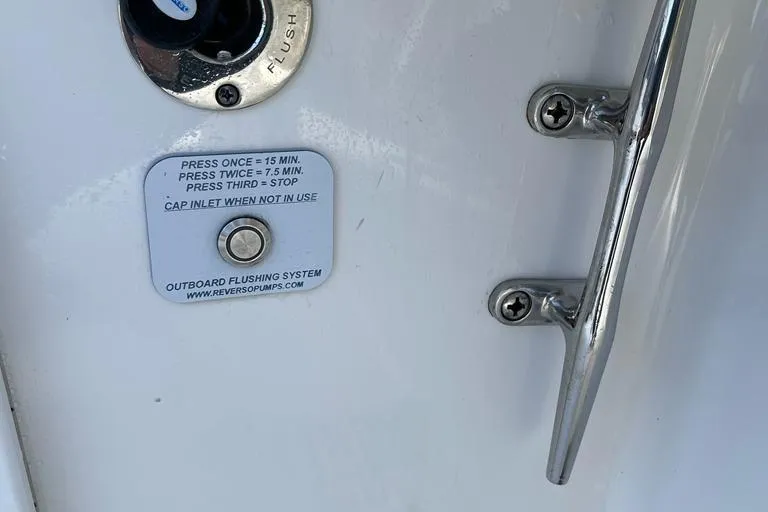 FLUSH
PRESS ONCE = 15 MIN.
PRESS TWICE = 7.5 MIN.
PRESS THIRD = STOP
CAP INLET WHEN NOT IN USE
OUTBOARD FLUSHING SYSTEM
WWW.REVERSOPUMPS.COM